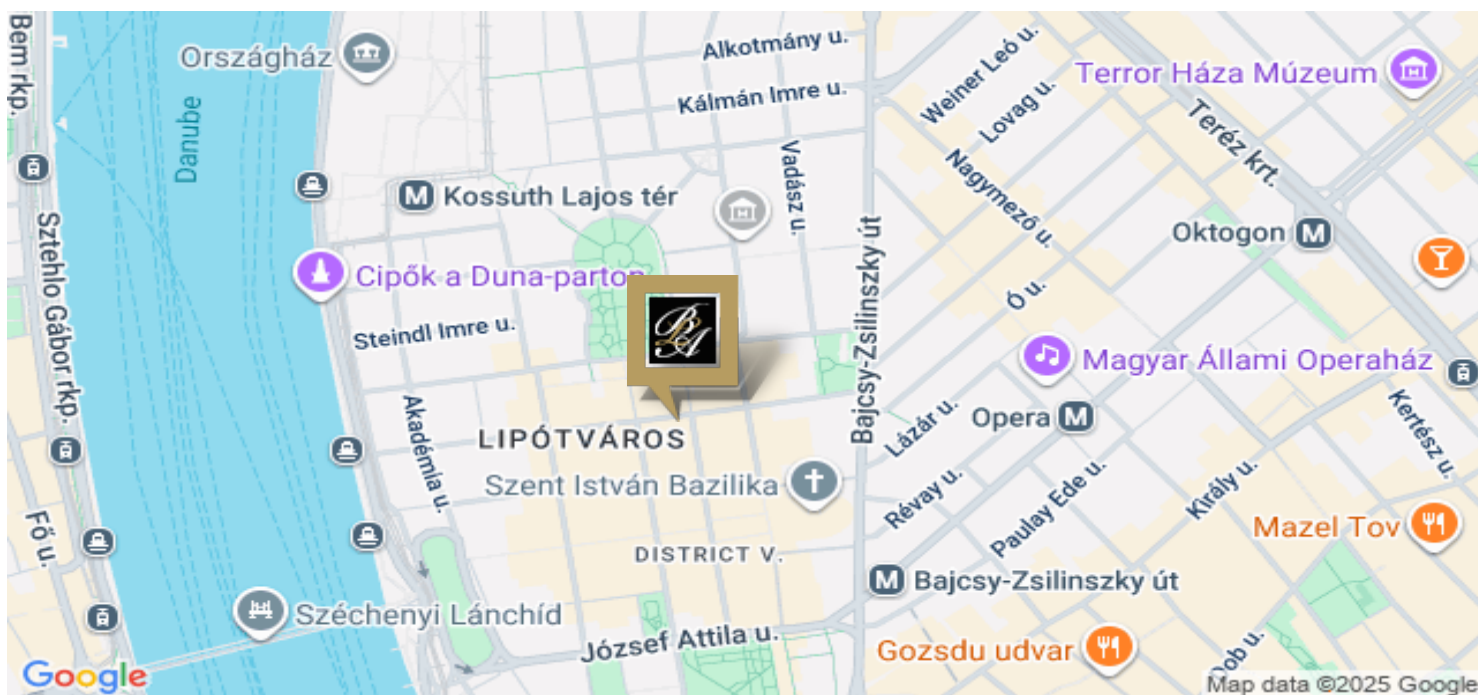 Bem rkp.
Országház
Alkotmány u.
Weiner Leó u.
Terror Háza Múzeum
Kálmán Imre u.
Lovag u.
Teréz krt.
Danube
Vadász u.
Nagymező u.
M Kossuth Lajos tér
Sztehlo Gábor rkp.
Bajcsy-Zsilinszky út
Oktogon M
Cipők a Duna-parton
Ó u.
Steindl Imre u.
BLA
Magyar Állami Operaház
Akadémia u.
Lázár u.
Opera M
Kertész u.
LIPÓTVÁROS
Szent István Bazilika
Révay u.
Paulay Ede u.
Király u.
Fő u.
Mazel Tov
DISTRICT V.
M Bajcsy-Zsilinszky út
Széchenyi Lánchíd
József Attila u.
Gozsdu udvar
Dob u.
Google
Map data ©2025 Google